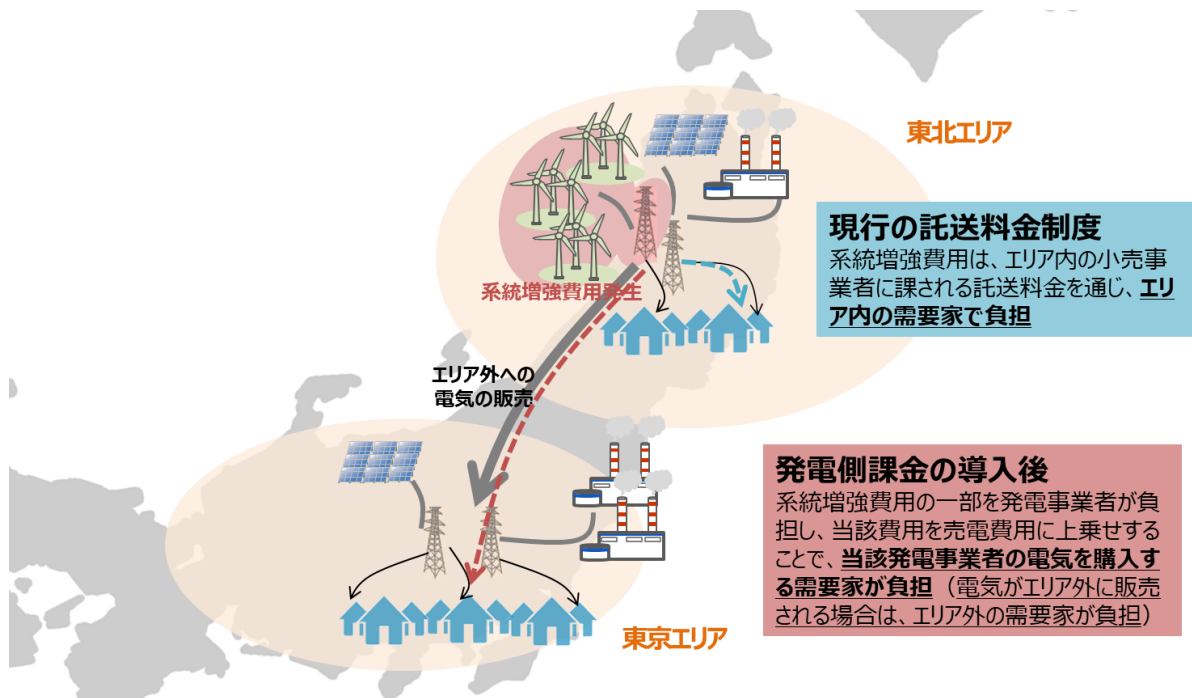 東北エリア
現行の託送料金制度
系統増強費用は、エリア内の小売事
業者に課される託送料金を通じ、エリ
ア内の需要家で負担
系統増強費用発生
エリア外への
電気の販売
発電側課金の導入後
系統増強費用の一部を発電事業者が負
担し、当該費用を売電費用に上乗せする
ことで、当該発電事業者の電気を購入す
る需要家が負担（電気がエリア外に販売
される場合は、エリア外の需要家が負担）
東京エリア